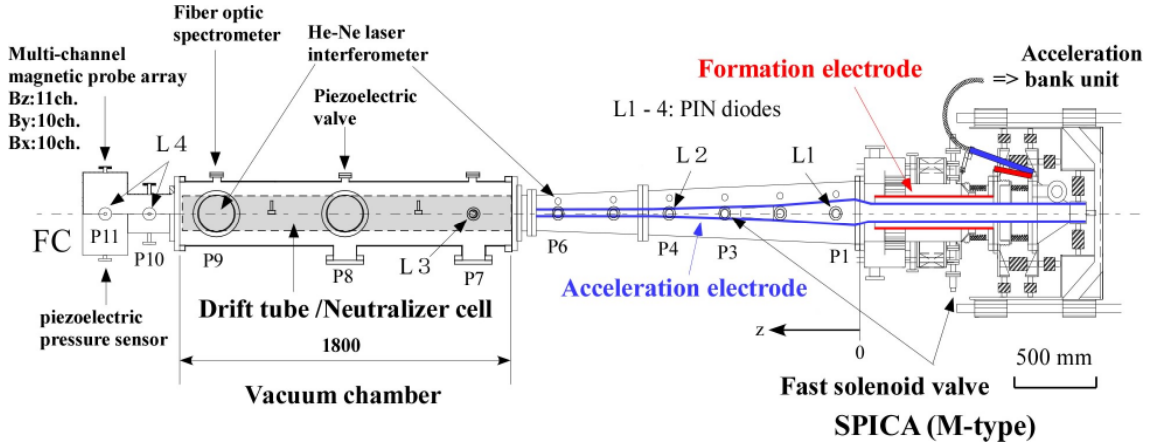 Fiber optic
spectrometer
He-Ne laser
interferometer
Multi-channel
magnetic probe array
Bz:11ch.
By:10ch.
Bx:10ch.
Piezoelectric
valve
L1 - 4: PIN diodes
Formation electrode
Acceleration
=> bank unit
L4
L2
L1
FC
P11
P10
P9
P8
L3
P7
P6
P4
P3
P1
Drift tube /Neutralizer cell
Acceleration electrode
piezoelectric
pressure sensor
1800
z
0
500 mm
Vacuum chamber
Fast solenoid valve
SPICA (M-type)